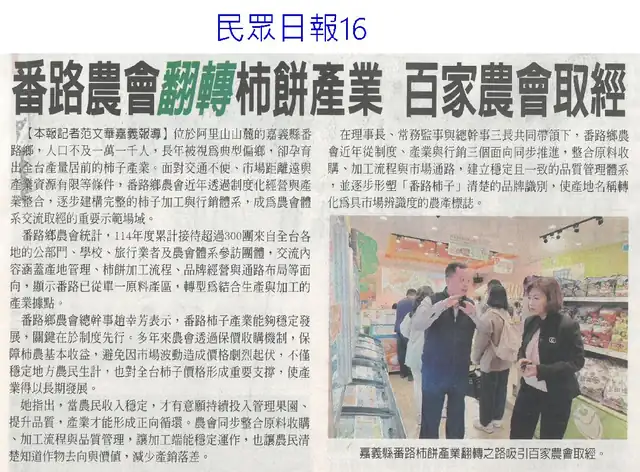 民眾日報16
番路農會翻轉柿餅產業 百家農會取經
【本報記者范文華嘉義報導】位於阿里山山麓的嘉義縣番
路鄉，人口不及一萬一千人，長年被視為典型偏鄉，卻孕育
出全台產量居前的柿子產業。面對交通不便、市場距離遠與
產業資源有限等條件，番路鄉農會近年透過制度化經營與產
業整合，逐步建構完整的柿子加工與行銷體系，成為農會體
系交流取經的重要示範場域。
番路鄉農會統計，114年度累計接待超過300團來自全台各
地的公部門、學校、旅行業者及農會體系參訪團體，交流內
容涵蓋產地管理、柿餅加工流程、品牌經營與通路布局等面
向，顯示番路已從單一原料產區，轉型為結合生產與加工的
產業據點。
番路鄉農會總幹事趙幸芳表示，番路柿子產業能夠穩定發
展，關鍵在於制度先行。多年來農會透過保價收購機制，保
障柿農基本收益，避免因市場波動造成價格劇烈起伏，不僅
穩定地方農民生計，也對全台柿子價格形成重要支撐，使產
業得以長期發展。
她指出，當農民收入穩定，才有意願持續投入管理果園、
提升品質，產業才能形成正向循環。農會同步整合原料收購
、加工流程與品質管理，讓加工端能穩定運作，也讓農民清
楚知道作物去向與價值，減少產銷落差。
在理事長、常務監事與總幹事三長共同帶領下，番路鄉農
會近年從制度、產業與行銷三個面向同步推進，整合原料收
購、加工流程與市場通路，建立穩定且一致的品質管理體系
，並逐步形塑「番路柿子」清楚的品牌識別，使產地名稱轉
化為具市場辨識度的農產標誌。
嘉義縣番路柿餅產業翻轉之路吸引百家農會取經。